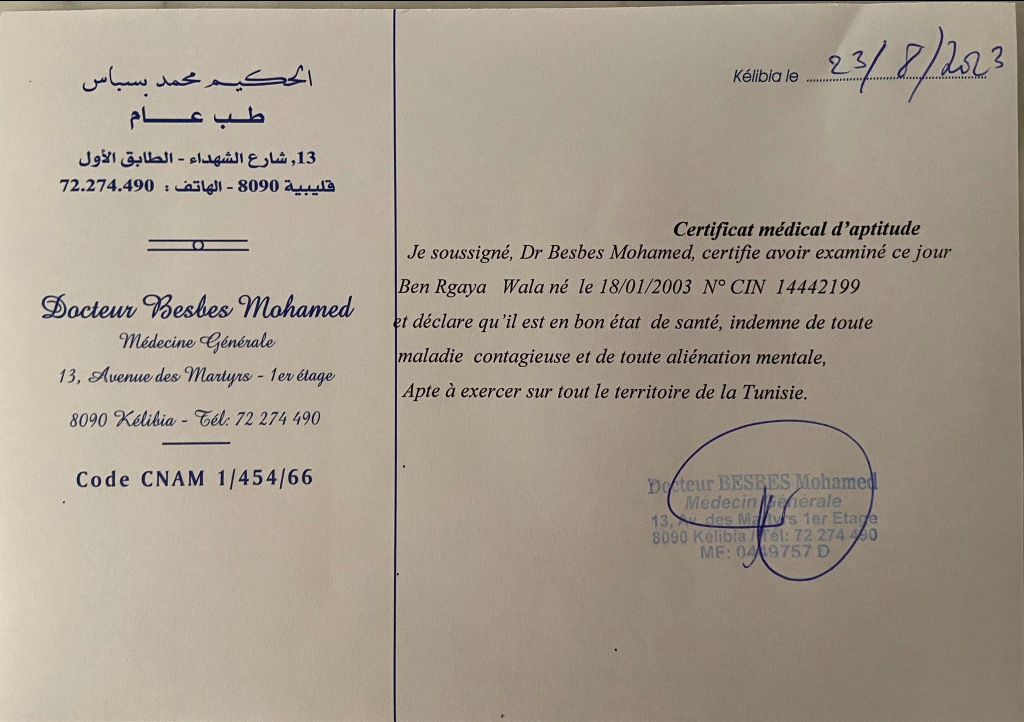 الحكيم محمد بسباس
طب عام
13, شارع الشهداء - الطابق الأول
قليبية 8090 - الهاتف : 72.274.490
Docteur Besbes Mohamed
Médecine Générale
13, Avenue des Martyrs - 1er étage
8090 Kélibia - Tél: 72 274 490
Code CNAM 1/454/66
Kélibia le 23/8/2023
Certificat médical d'aptitude
Je soussigné, Dr Besbes Mohamed, certifie avoir examiné ce jour
Ben Rgaya Wala né le 18/01/2003 N° CIN 14442199
et déclare qu'il est en bon état de santé, indemne de toute
maladie contagieuse et de toute aliénation mentale,
Apte à exercer sur tout le territoire de la Tunisie.
Docteur BESBES Mohamed
Médecin Générale
13, Av. des Martyrs 1er Etage
8090 Kélibia / Tél: 72 274 490
MF: 0449757 D